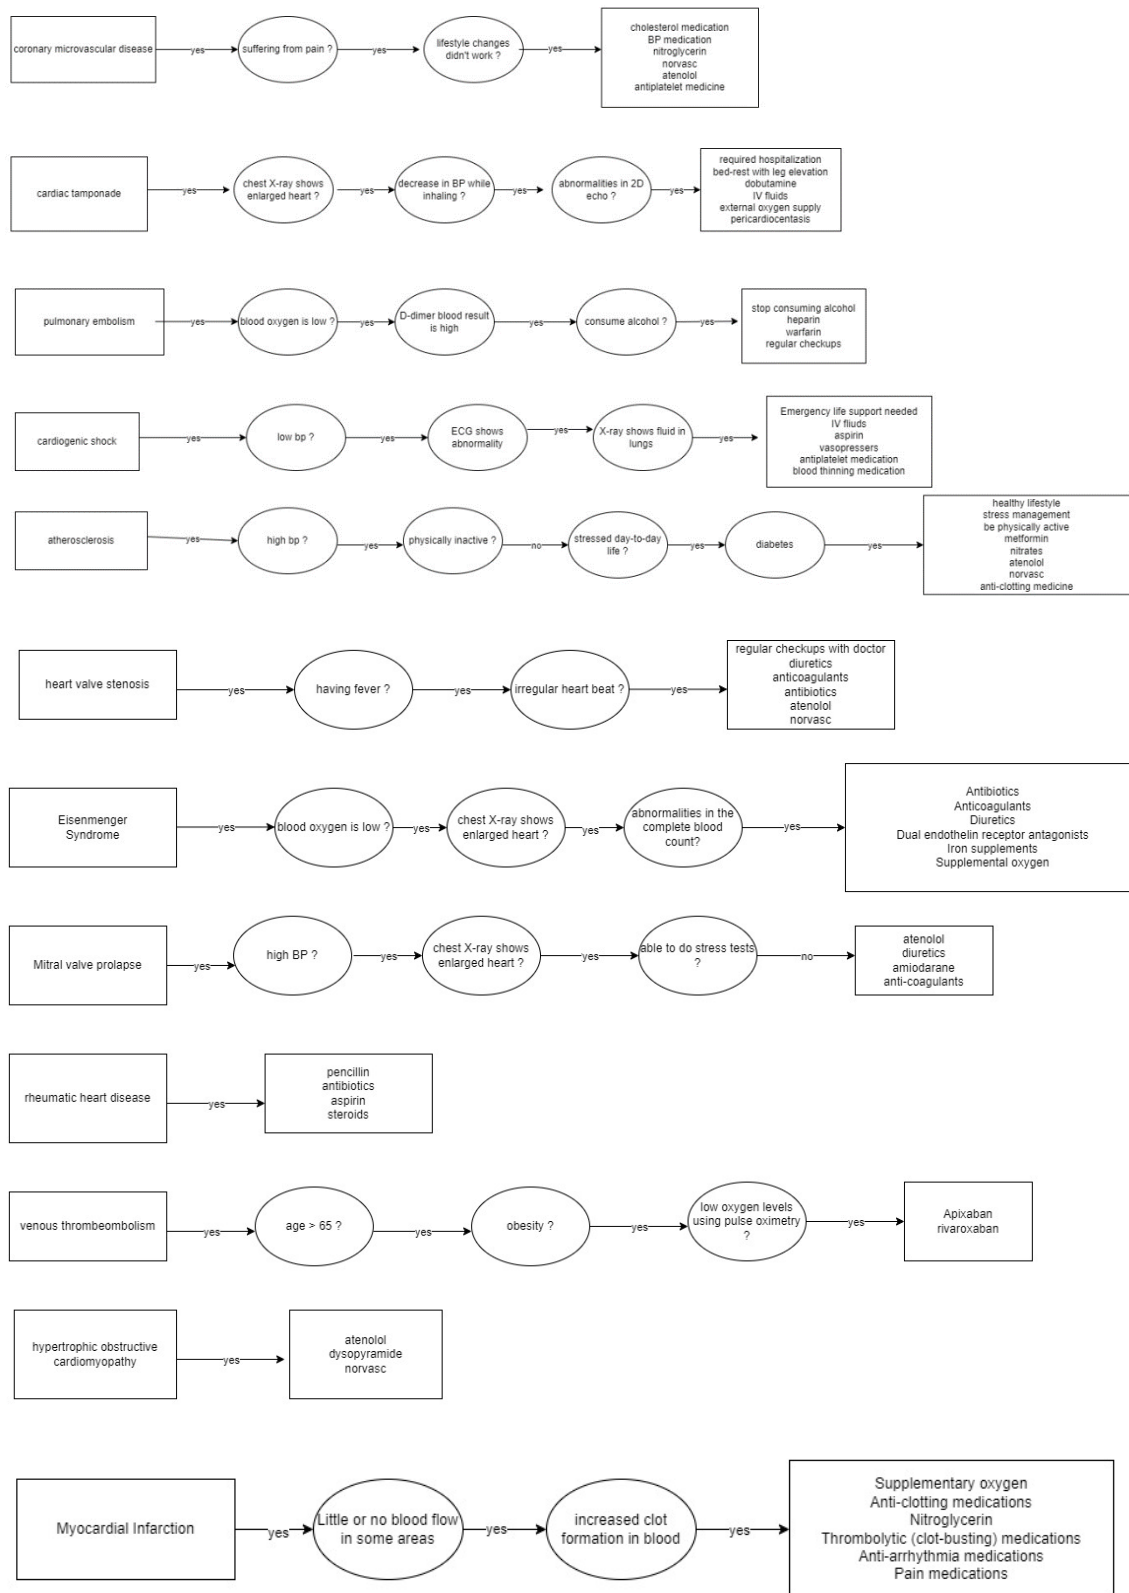 coronary microvascular disease
yes
suffering from pain ?
yes
lifestyle changes
didn't work ?
yes
cholesterol medication
BP medication
nitroglycerin
norvasc
atenolol
antiplatelet medicine
cardiac tamponade
yes
chest X-ray shows
enlarged heart ?
yes
decrease in BP while
inhaling ?
yes
abnormalities in 2D
echo ?
yes
required hospitalization
bed-rest with leg elevation
dobutamine
IV fluids
external oxygen supply
pericardiocentasis
pulmonary embolism
yes
blood oxygen is low ?
yes
D-dimer blood result
is high
yes
consume alcohol ?
yes
stop consuming alcohol
heparin
warfarin
regular checkups
cardiogenic shock
yes
low bp ?
yes
ECG shows
abnormality
yes
X-ray shows fluid in
lungs
yes
Emergency life support needed
IV fliuds
aspirin
vasopressers
antiplatelet medication
blood thinning medication
atherosclerosis
yes
high bp ?
yes
physically inactive ?
no
stressed day-to-day
life ?
yes
diabetes
yes
healthy lifestyle
stress management
be physically active
metformin
nitrates
atenolol
norvasc
anti-clotting medicine
heart valve stenosis
yes
having fever ?
yes
irregular heart beat ?
yes
regular checkups with doctor
diuretics
anticoagulants
antibiotics
atenolol
norvasc
Eisenmenger
Syndrome
yes
blood oxygen is low ?
yes
chest X-ray shows
enlarged heart ?
yes
abnormalities in the
complete blood
count?
yes
Antibiotics
Anticoagulants
Diuretics
Dual endothelin receptor antagonists
Iron supplements
Supplemental oxygen
Mitral valve prolapse
yes
high BP ?
yes
chest X-ray shows
enlarged heart ?
yes
able to do stress tests
?
no
atenolol
diuretics
amiodarane
anti-coagulants
rheumatic heart disease
yes
pencillin
antibiotics
aspirin
steroids
venous thrombeombolism
yes
age > 65 ?
yes
obesity ?
yes
low oxygen levels
using pulse oximetry
?
yes
Apixaban
rivaroxaban
hypertrophic obstructive
cardiomyopathy
yes
atenolol
dysopyramide
norvasc
Myocardial Infarction
yes
Little or no blood flow
in some areas
yes
increased clot
formation in blood
yes
Supplementary oxygen
Anti-clotting medications
Nitroglycerin
Thrombolytic (clot-busting) medications
Anti-arrhythmia medications
Pain medications